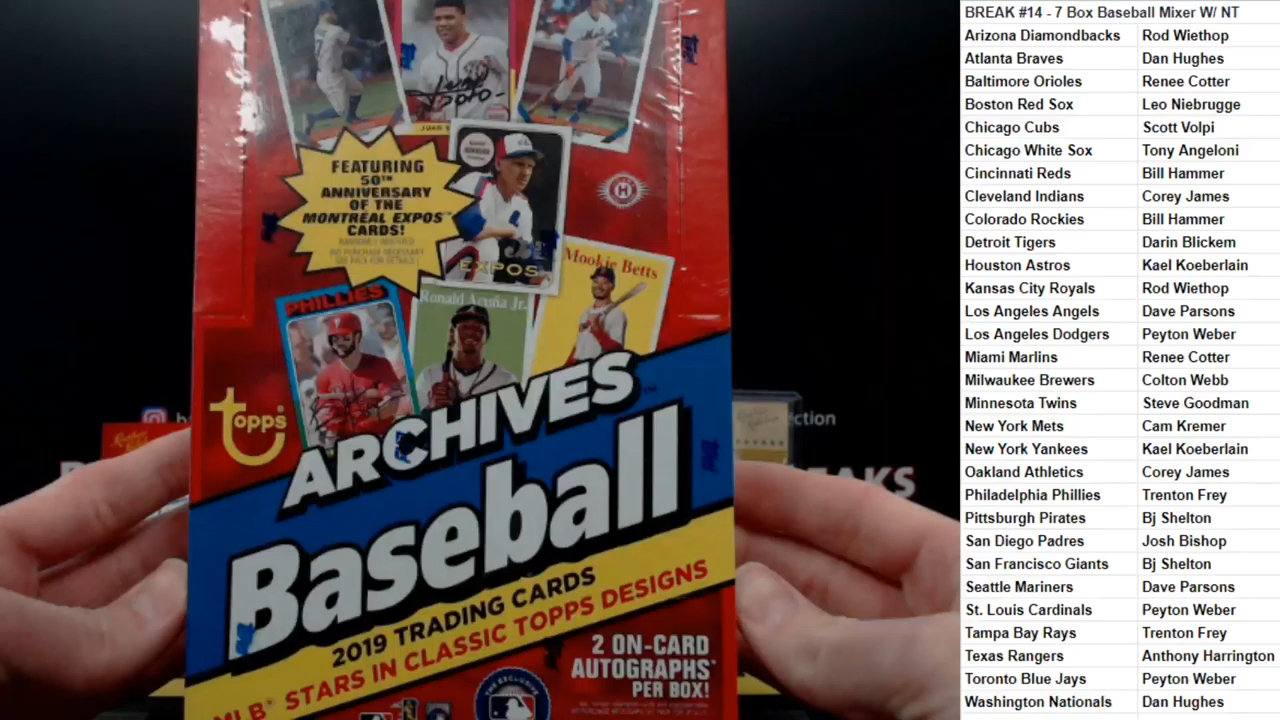 FEATURING
50TH
ANNIVERSARY
OF THE
MONTREAL EXPOS
CARDS!
EXPOS
PHILLIES
Ronald Acuña Jr.
Mookie Betts
topps
ARCHIVES
Baseball
2019 TRADING CARDS
MLB® STARS IN CLASSIC TOPPS DESIGNS
2 ON-CARD
AUTOGRAPHS
PER BOX!
BREAK #14 - 7 Box Baseball Mixer W/ NT
Arizona Diamondbacks Rod Wiethop
Atlanta Braves Dan Hughes
Baltimore Orioles Renee Cotter
Boston Red Sox Leo Niebrugge
Chicago Cubs Scott Volpi
Chicago White Sox Tony Angeloni
Cincinnati Reds Bill Hammer
Cleveland Indians Corey James
Colorado Rockies Bill Hammer
Detroit Tigers Darin Blickem
Houston Astros Kael Koeberlain
Kansas City Royals Rod Wiethop
Los Angeles Angels Dave Parsons
Los Angeles Dodgers Peyton Weber
Miami Marlins Renee Cotter
Milwaukee Brewers Colton Webb
Minnesota Twins Steve Goodman
New York Mets Cam Kremer
New York Yankees Kael Koeberlain
Oakland Athletics Corey James
Philadelphia Phillies Trenton Frey
Pittsburgh Pirates Bj Shelton
San Diego Padres Josh Bishop
San Francisco Giants Bj Shelton
Seattle Mariners Dave Parsons
St. Louis Cardinals Peyton Weber
Tampa Bay Rays Trenton Frey
Texas Rangers Anthony Harrington
Toronto Blue Jays Peyton Weber
Washington Nationals Dan Hughes